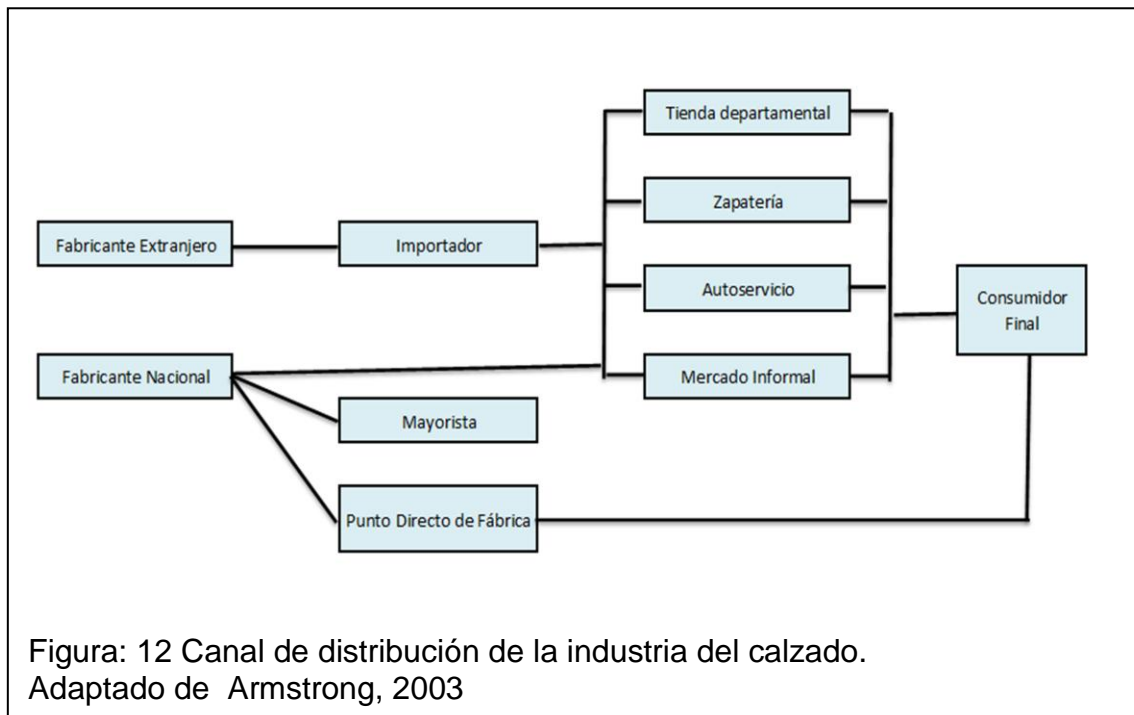 Tienda departamental
Zapatería
Fabricante Extranjero
Importador
Autoservicio
Consumidor
Final
Fabricante Nacional
Mercado Informal
Mayorista
Punto Directo de Fábrica
Figura: 12 Canal de distribución de la industria del calzado.
Adaptado de Armstrong, 2003